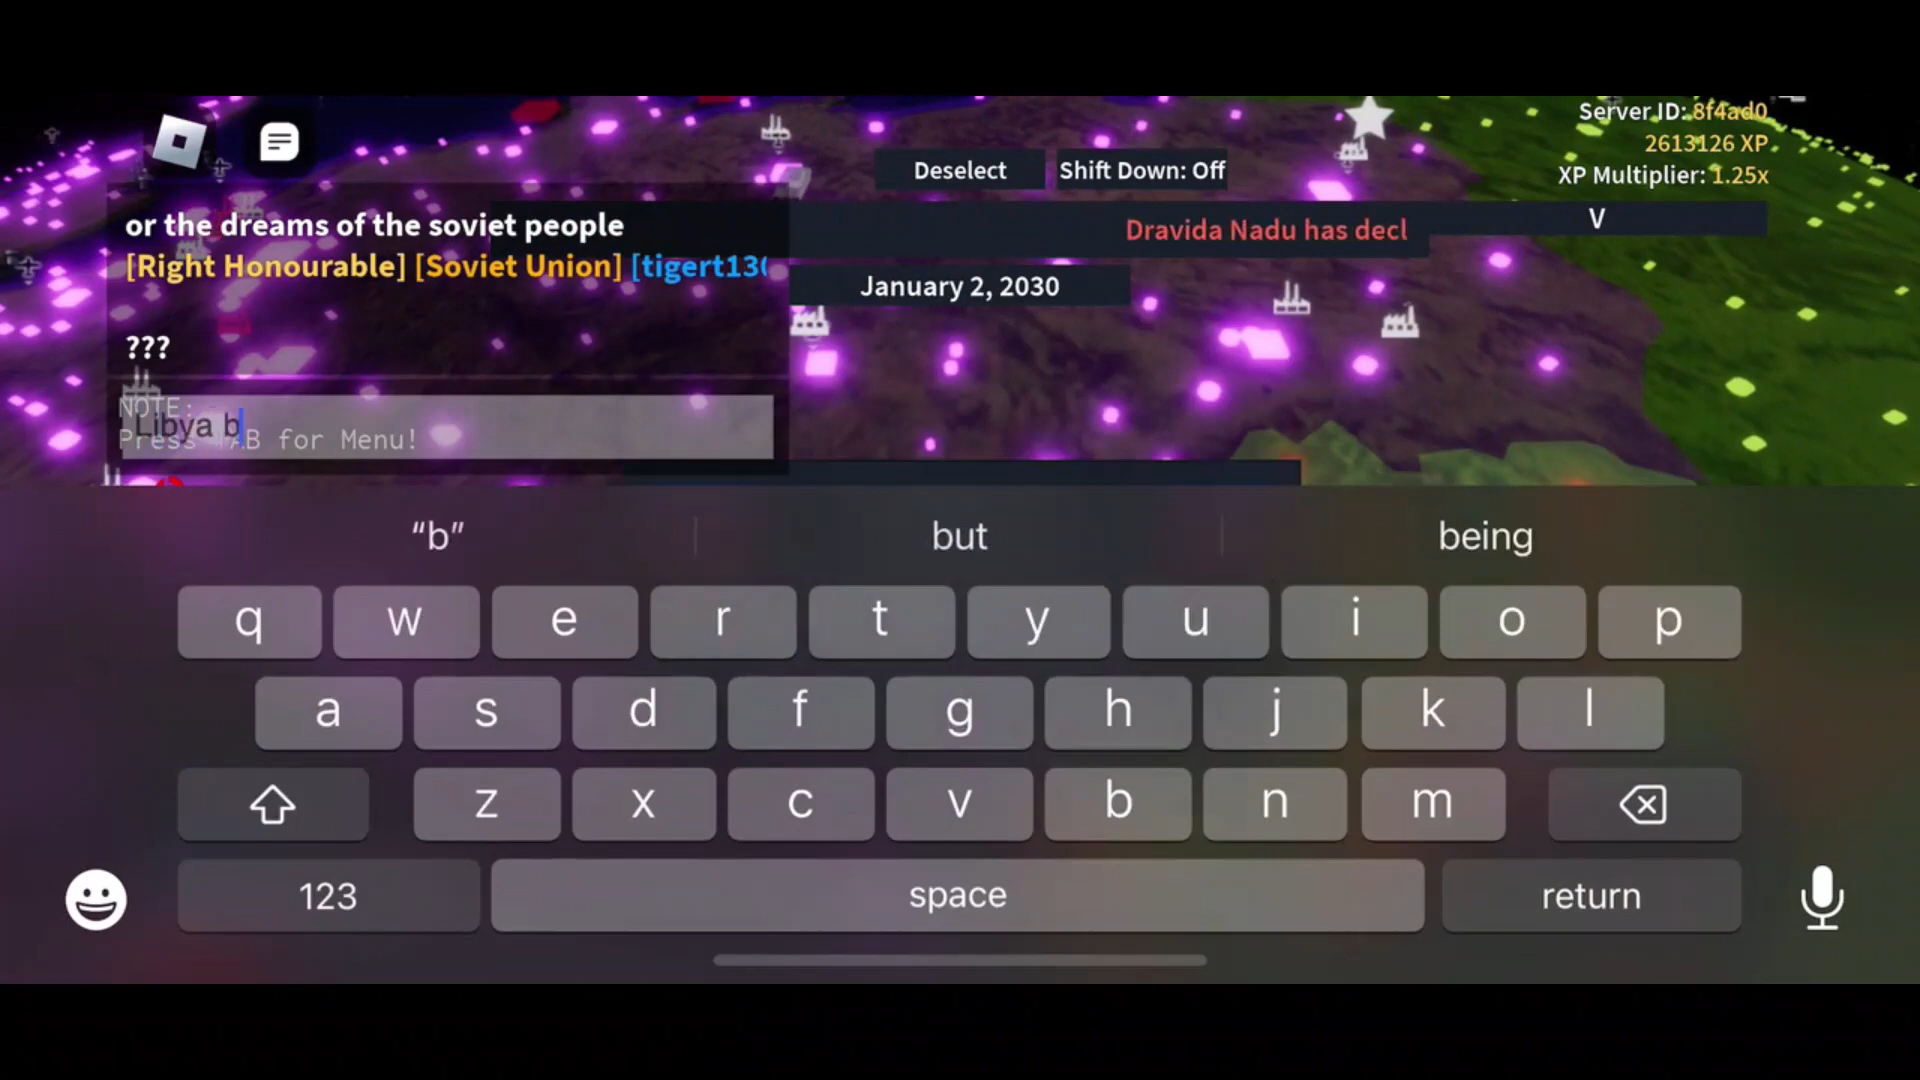 Server ID: 8f4ad0
2613126 XP
XP Multiplier: 1.25x
Deselect
Shift Down: Off
V
or the dreams of the soviet people
Dravida Nadu has decl
[Right Honourable] [Soviet Union] [tigert13
January 2, 2030
???
NOTE:
Libya b
Press TAB for Menu!
“b” but being
q w e r t y u i o p
a s d f g h j k l
z x c v b n m
123 space return